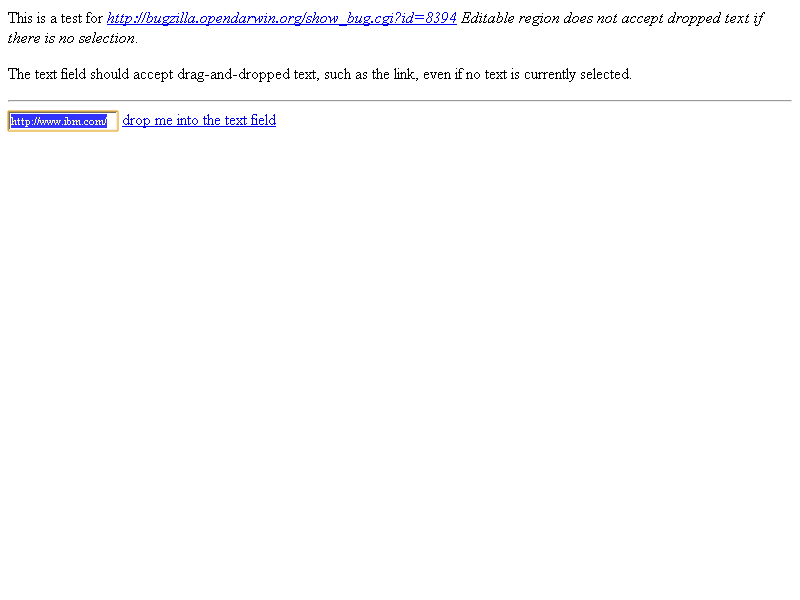 This is a test for http://bugzilla.opendarwin.org/show_bug.cgi?id=8394 Editable region does not accept dropped text if
there is no selection.
The text field should accept drag-and-dropped text, such as the link, even if no text is currently selected.
http://www.ibm.com/ drop me into the text field